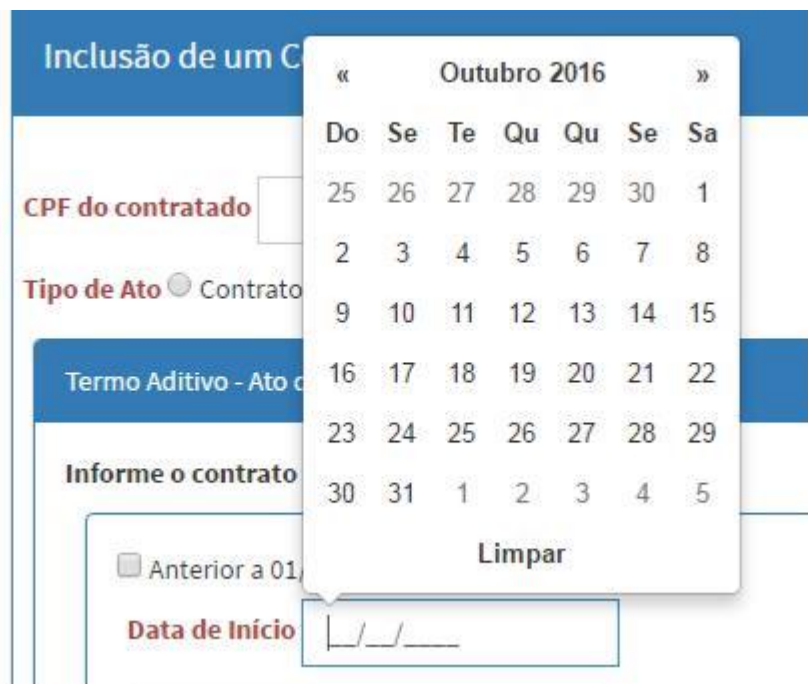 Inclusão de um C
« Outubro 2016 »
Do Se Te Qu Qu Se Sa
25 26 27 28 29 30 1
2 3 4 5 6 7 8
9 10 11 12 13 14 15
16 17 18 19 20 21 22
23 24 25 26 27 28 29
30 31 1 2 3 4 5
Limpar
CPF do contratado
Tipo de Ato Contrato
Termo Aditivo - Ato
Informe o contrato
Anterior a 01/
Data de Início __/__/____